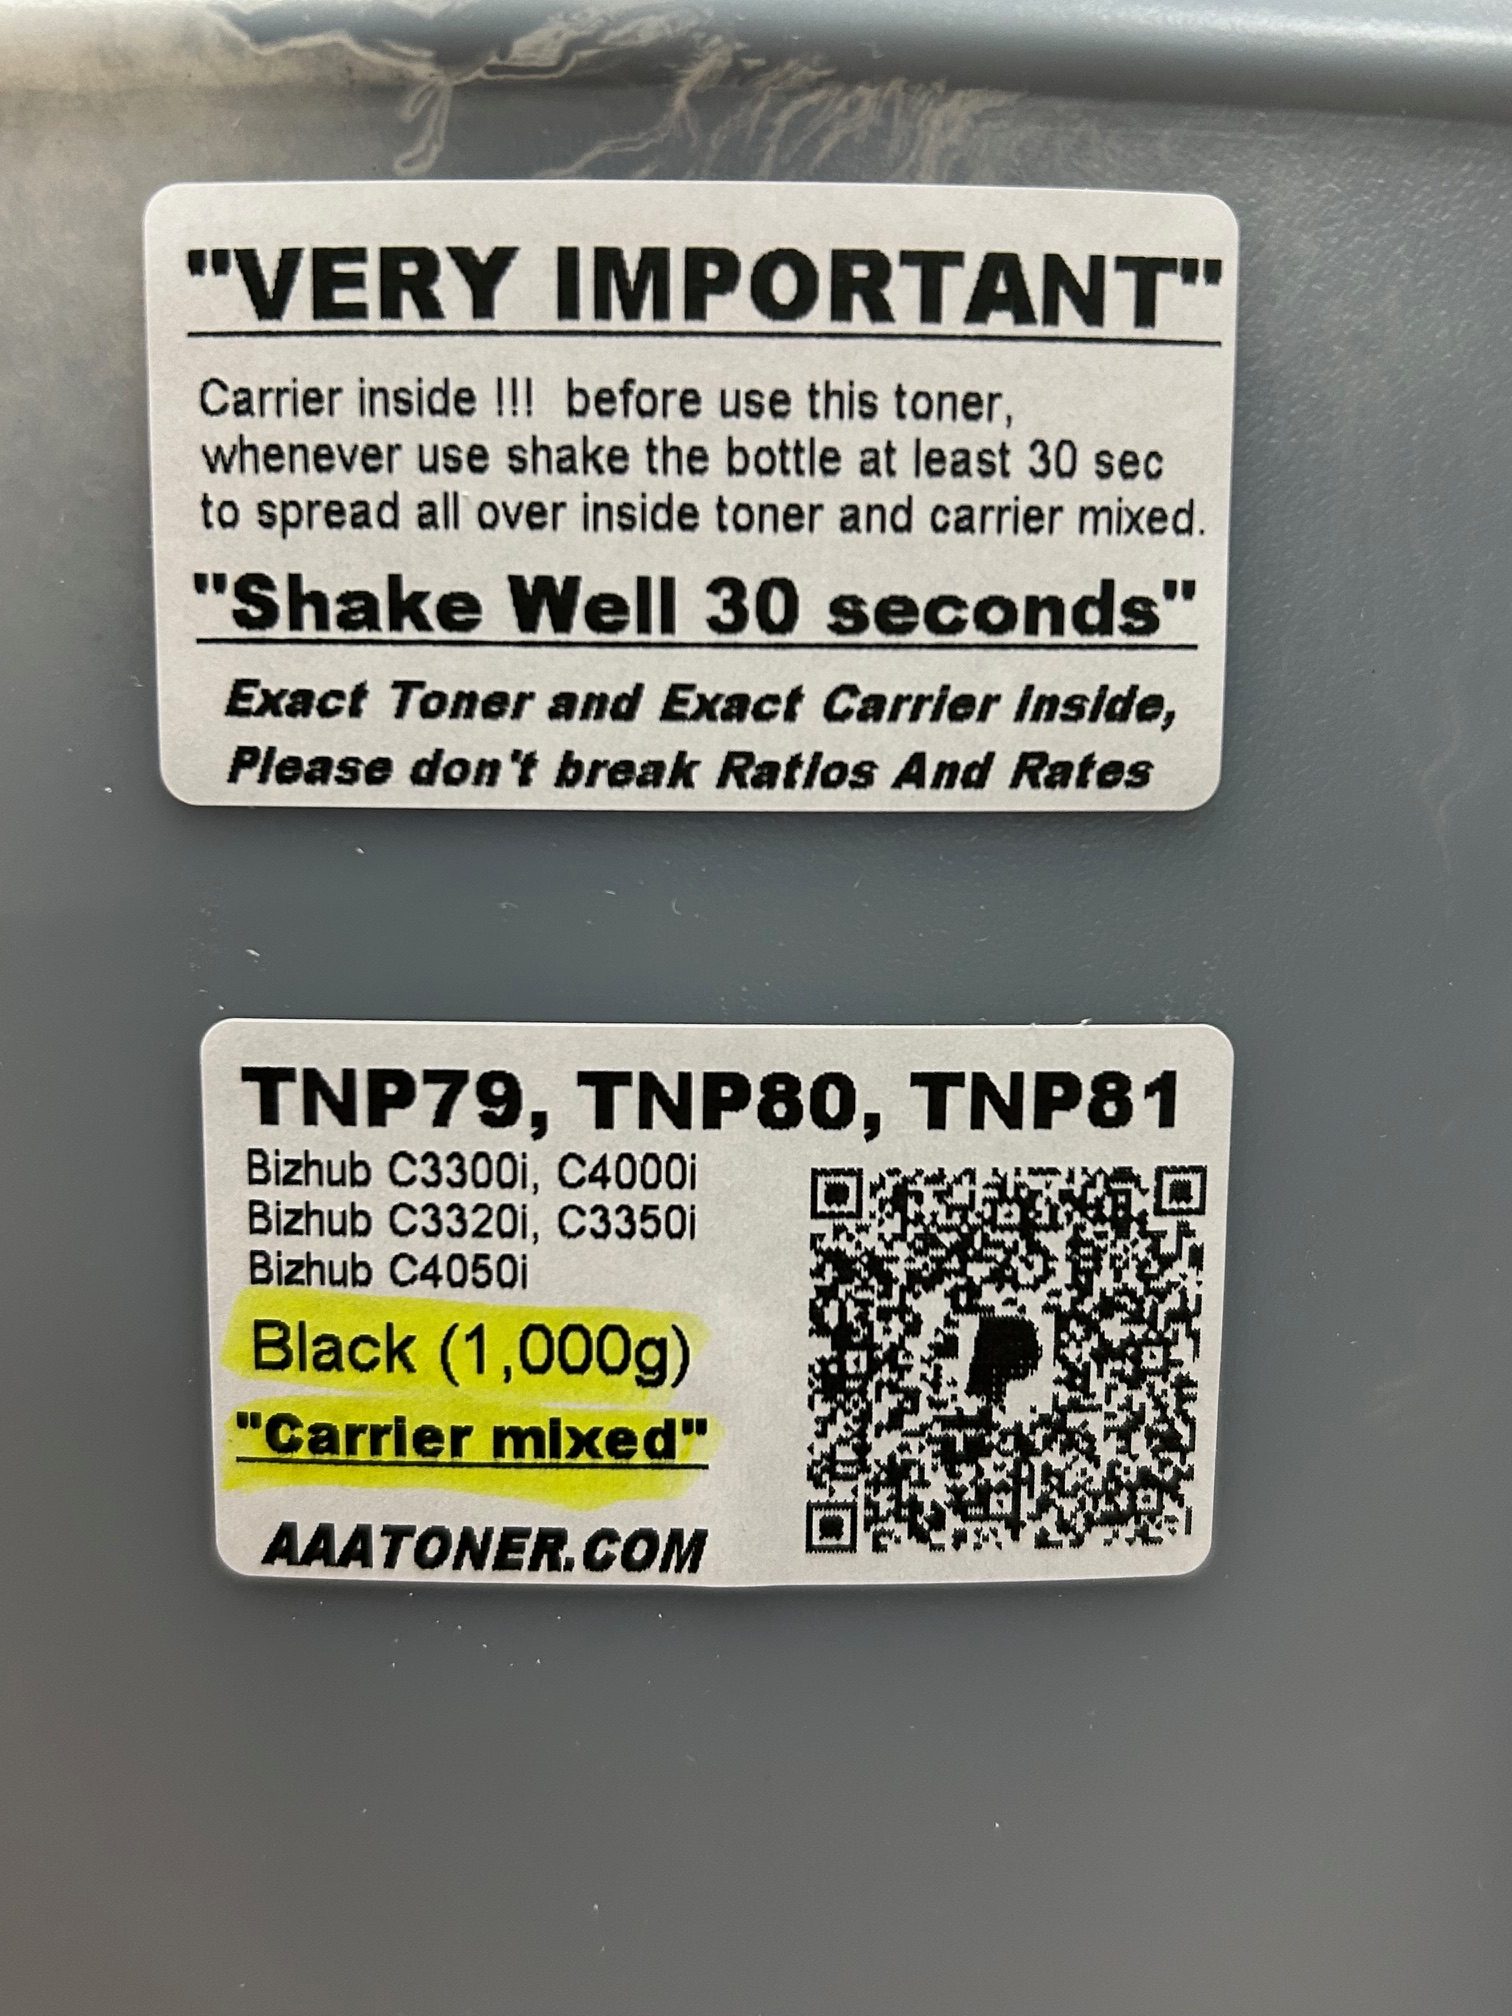 "VERY IMPORTANT"
Carrier inside !!! before use this toner,
whenever use shake the bottle at least 30 sec
to spread all over inside toner and carrier mixed.
"Shake Well 30 seconds"
Exact Toner and Exact Carrier Inside,
Please don't break Ratios And Rates
TNP79, TNP80, TNP81
Bizhub C3300i, C4000i
Bizhub C3320i, C3350i
Bizhub C4050i
Black (1,000g)
"Carrier mixed"
AAATONER.COM
P